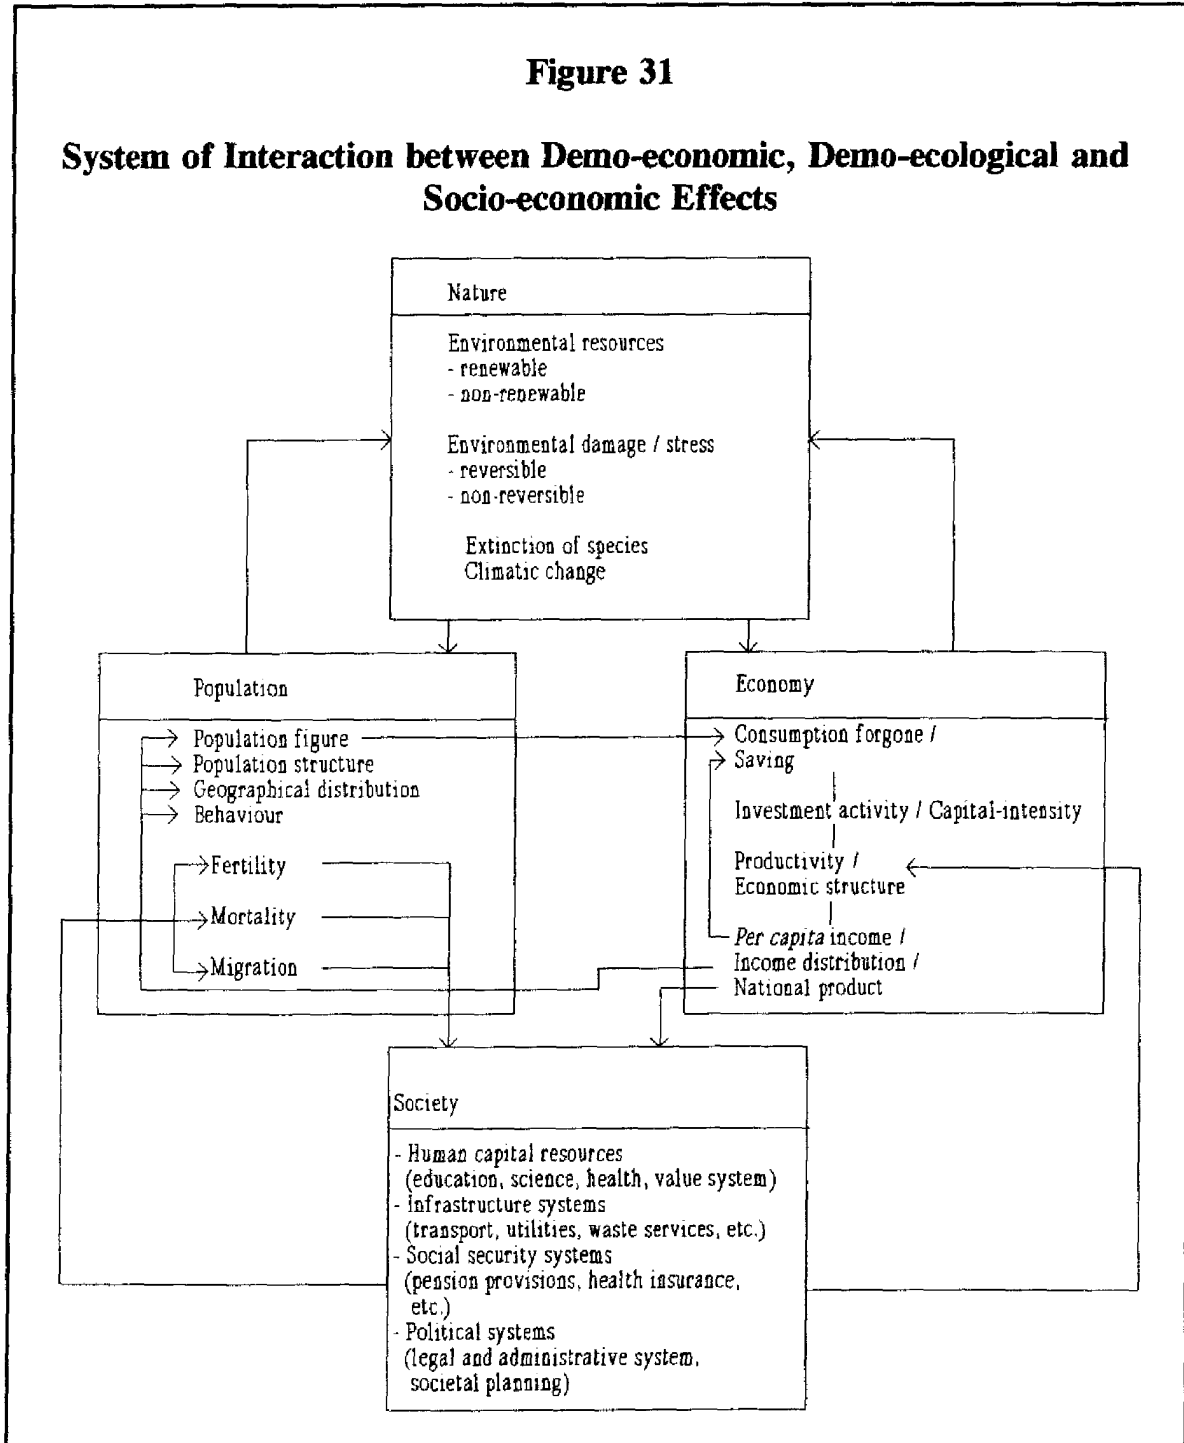 Figure 31
System of Interaction between Demo-economic, Demo-ecological and
Socio-economic Effects
Nature
Environmental resources
- renewable
- non-renewable
Environmental damage / stress
- reversible
- non-reversible
Extinction of species
Climatic change
Population
Population figure
Population structure
Geographical distribution
Behaviour
Fertility
Mortality
Migration
Economy
Consumption forgone /
Saving
Investment activity / Capital-intensity
Productivity /
Economic structure
Per capita income /
Income distribution /
National product
Society
- Human capital resources
(education, science, health, value system)
- Infrastructure systems
(transport, utilities, waste services, etc.)
- Social security systems
(pension provisions, health insurance,
etc.)
- Political systems
(legal and administrative system,
societal planning)